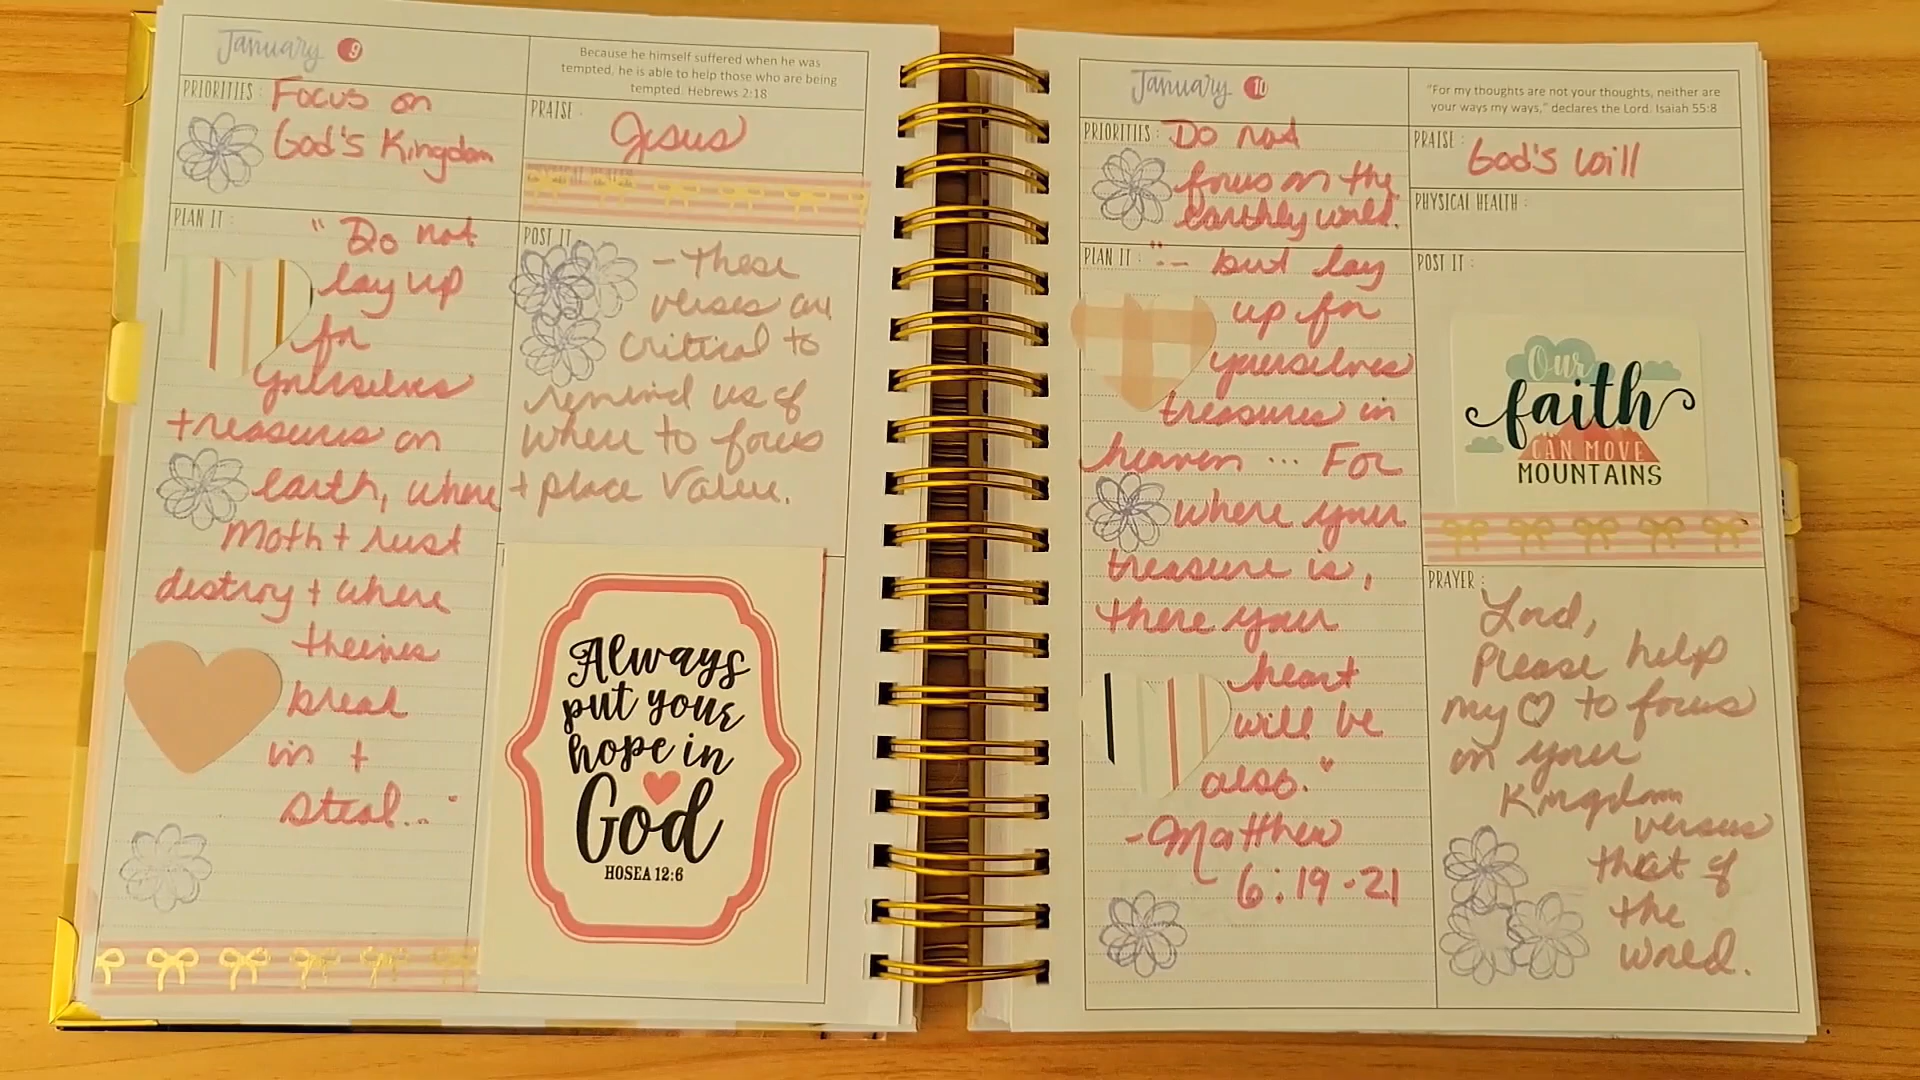 January 9
Because he himself suffered when he was
tempted, he is able to help those who are being
tempted. Hebrews 2:18
PRIORITIES: Focus on
God's Kingdom
PRAISE:
Jesus
PHYSICAL HEALTH
PLAN IT:
"Do not
lay up
for
yourselves
treasures on
earth, where
moth + rust
destroy + where
theives
break
in +
steal..."
POST IT
- these
verses are
critical to
remind us of
where to focus
+ place value.
Always
put your
hope in
God
HOSEA 12:6
January 10
"For my thoughts are not your thoughts, neither are
your ways my ways," declares the Lord. Isaiah 55:8
PRIORITIES: Do not
focus on the
earthly world.
PRAISE:
God's will
PHYSICAL HEALTH:
PLAN IT: "-- but lay
up for
yourselves
treasures in
heaven ... For
where your
treasure is,
there your
heart
will be
also."
-Matthew
6:19-21
POST IT:
Our
faith
CAN MOVE
MOUNTAINS
PRAYER:
Lord,
Please help
my ♡ to focus
on your
Kingdom
versus
that of
the
world.